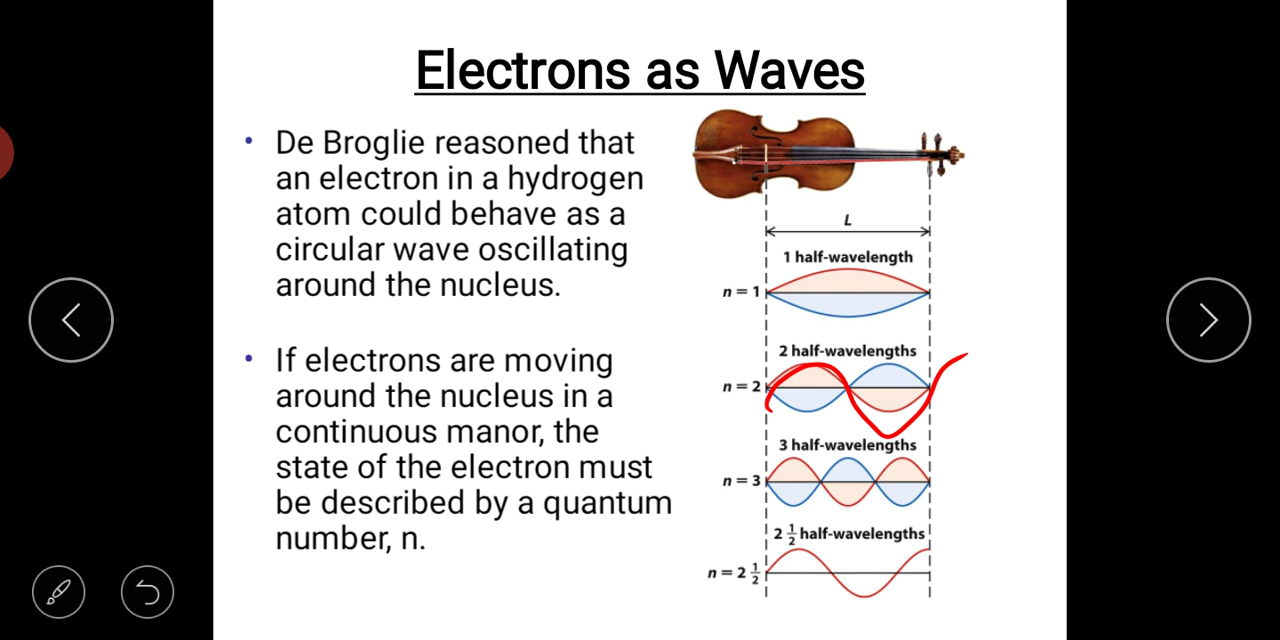 Electrons as Waves
• De Broglie reasoned that
an electron in a hydrogen
atom could behave as a
circular wave oscillating
around the nucleus.
• If electrons are moving
around the nucleus in a
continuous manor, the
state of the electron must
be described by a quantum
number, n.
L
1 half-wavelength
n = 1
2 half-wavelengths
n = 2
3 half-wavelengths
n = 3
2 1/2 half-wavelengths
n = 2 1/2